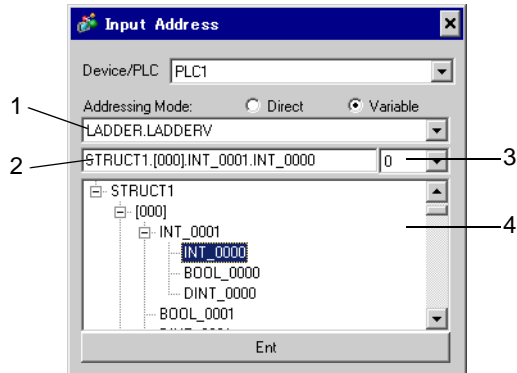 Input Address
Device/PLC PLC1
Addressing Mode: Direct Variable
1
LADDER.LADDERV
2
STRUCT1.[000].INT_0001.INT_0000 0
3
STRUCT1
[000]
4
INT_0001
INT_0000
BOOL_0000
DINT_0000
BOOL_0001
Ent